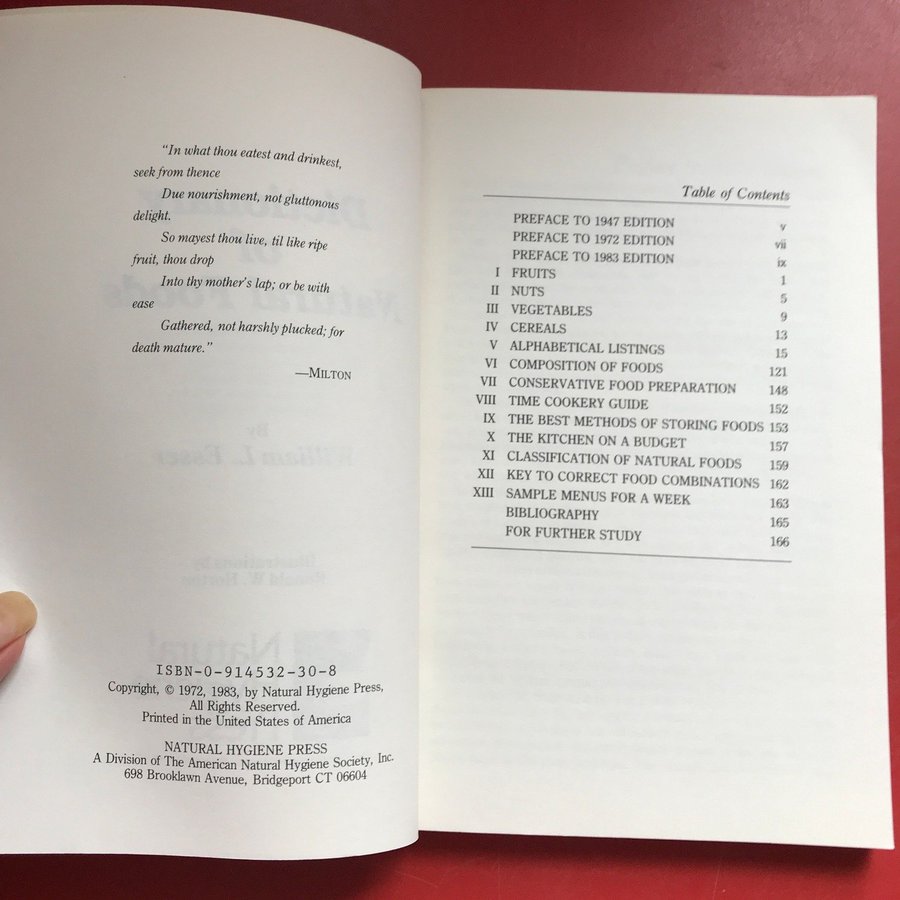 “In what thou eatest and drinkest,
seek from thence
Due nourishment, not gluttonous
delight.
So mayest thou live, til like ripe
fruit, thou drop
Into thy mother's lap; or be with
ease
Gathered, not harshly plucked; for
death mature.”
—MILTON
ISBN-0-914532-30-8
Copyright, © 1972, 1983, by Natural Hygiene Press,
All Rights Reserved.
Printed in the United States of America
NATURAL HYGIENE PRESS
A Division of The American Natural Hygiene Society, Inc.
698 Brooklawn Avenue, Bridgeport CT 06604
Table of Contents
PREFACE TO 1947 EDITION v
PREFACE TO 1972 EDITION vii
PREFACE TO 1983 EDITION ix
I FRUITS 1
II NUTS 5
III VEGETABLES 9
IV CEREALS 13
V ALPHABETICAL LISTINGS 15
VI COMPOSITION OF FOODS 121
VII CONSERVATIVE FOOD PREPARATION 148
VIII TIME COOKERY GUIDE 152
IX THE BEST METHODS OF STORING FOODS 153
X THE KITCHEN ON A BUDGET 157
XI CLASSIFICATION OF NATURAL FOODS 159
XII KEY TO CORRECT FOOD COMBINATIONS 162
XIII SAMPLE MENUS FOR A WEEK 163
BIBLIOGRAPHY 165
FOR FURTHER STUDY 166